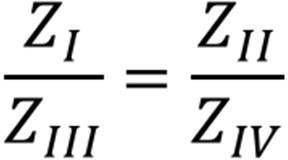 Z_I / Z_III = Z_II / Z_IV